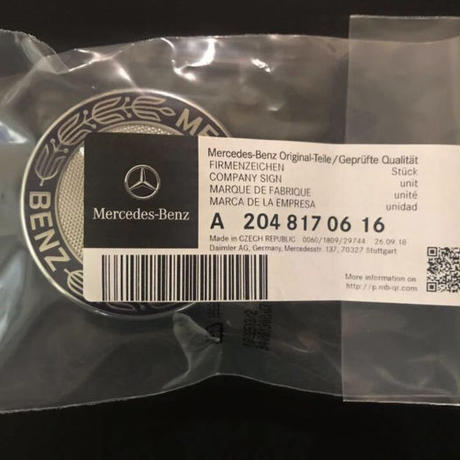 Mercedes-Benz Original-Teile/Geprüfte Qualität
FIRMENZEICHEN Stück
COMPANY SIGN unit
MARQUE DE FABRIQUE unité
MARCA DE LA EMPRESA unidad
A 204 817 06 16
Made in CZECH REPUBLIC 0060/1809/29744 26.09.18
Daimler AG, Germany, Mercedesstr. 137, 70327 Stuttgart
More information on
http://p.mb-qr.com
Mercedes-Benz
ME
BENZ